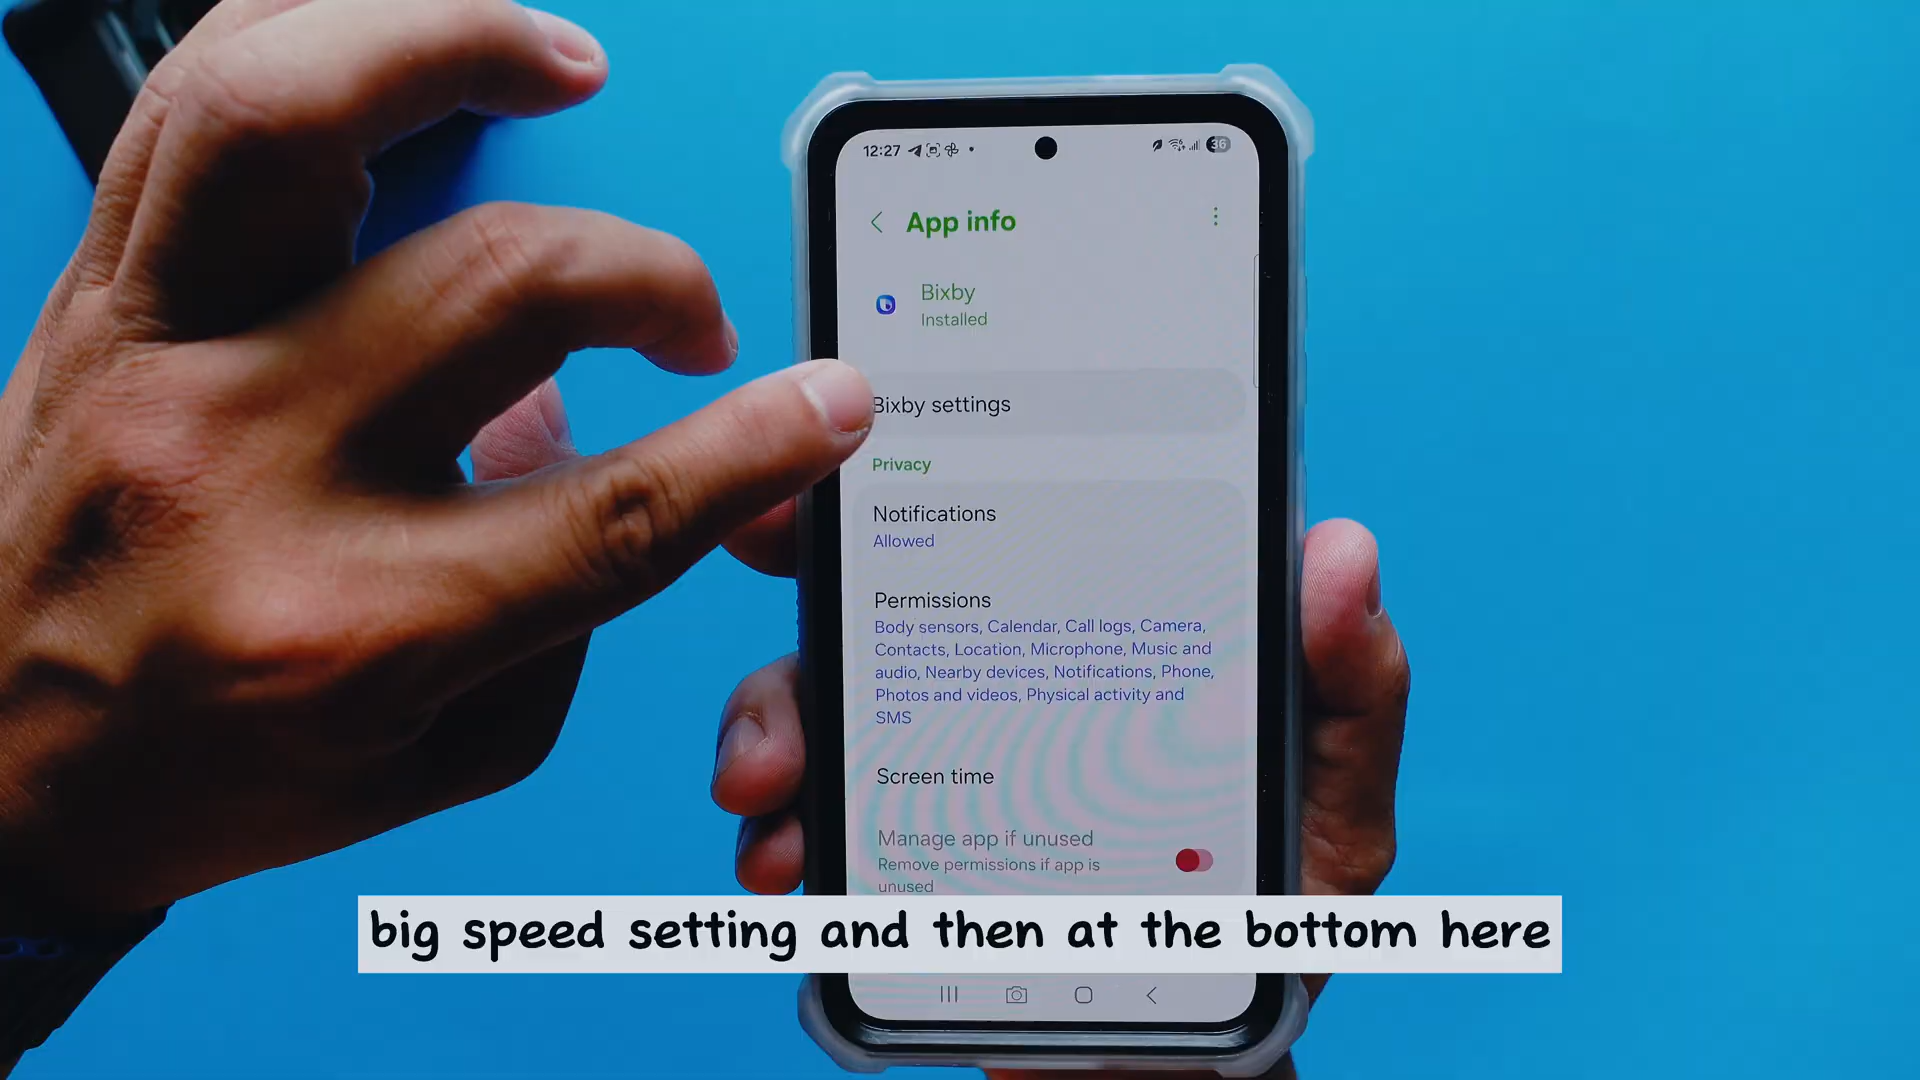 12:27
36
App info
Bixby
Installed
Bixby settings
Privacy
Notifications
Allowed
Permissions
Body sensors, Calendar, Call logs, Camera,
Contacts, Location, Microphone, Music and
audio, Nearby devices, Notifications, Phone,
Photos and videos, Physical activity and
SMS
Screen time
Manage app if unused
Remove permissions if app is
unused
big speed setting and then at the bottom here